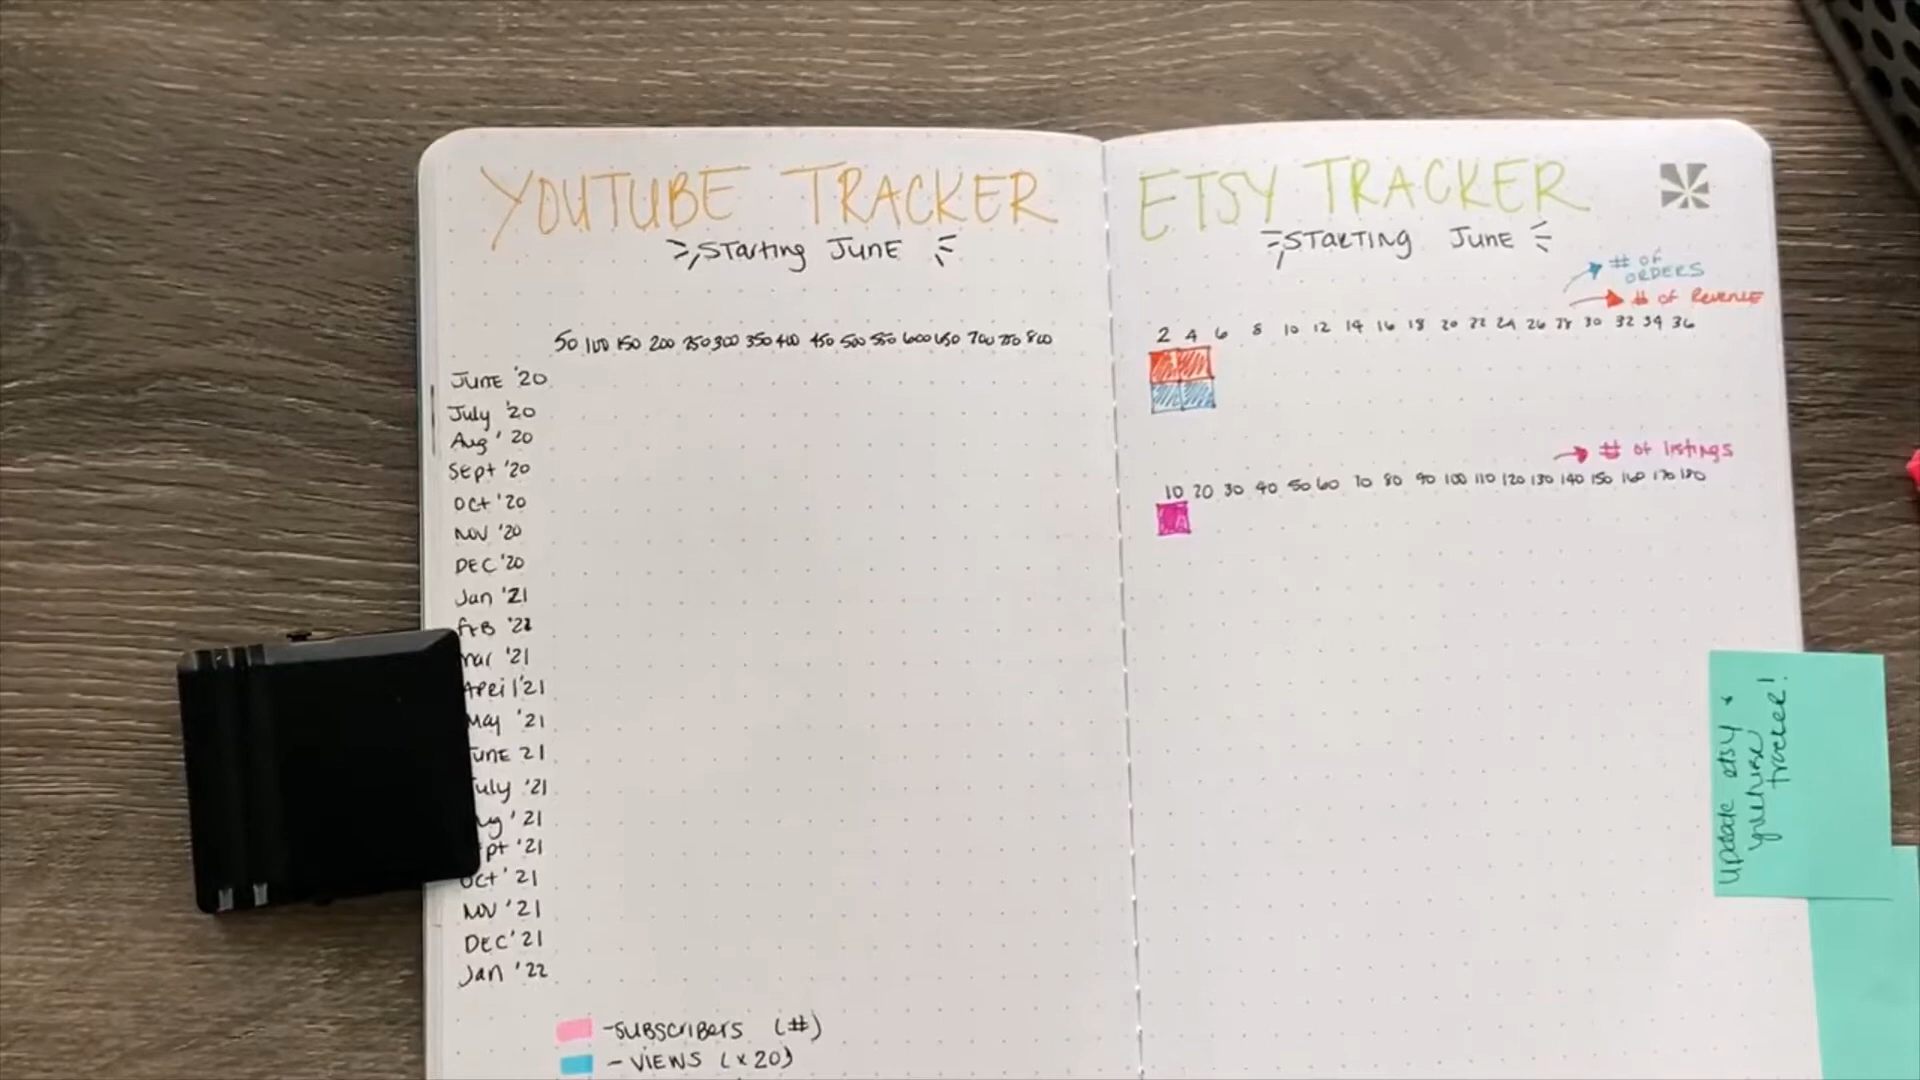 YOUTUBE TRACKER
Starting June
50 100 150 200 250 300 350 400 450 500 550 600 650 700 750 800
June '20
July '20
Aug '20
Sept '20
Oct '20
Nov '20
DEC '20
Jan '21
FEB '21
mar '21
April '21
May '21
June 21
July '21
Aug '21
Sept '21
Oct '21
Nov '21
DEC '21
Jan '22
-SUBSCRIBERS (#)
- VIEWS (x20)
ETSY TRACKER
STARTING June
# of ORDERS
# of Revenue
2 4 6 8 10 12 14 16 18 20 22 24 26 28 30 32 34 36
# of listings
10 20 30 40 50 60 70 80 90 100 110 120 130 140 150 160 170 180
update etsy &
youtube
tracker!